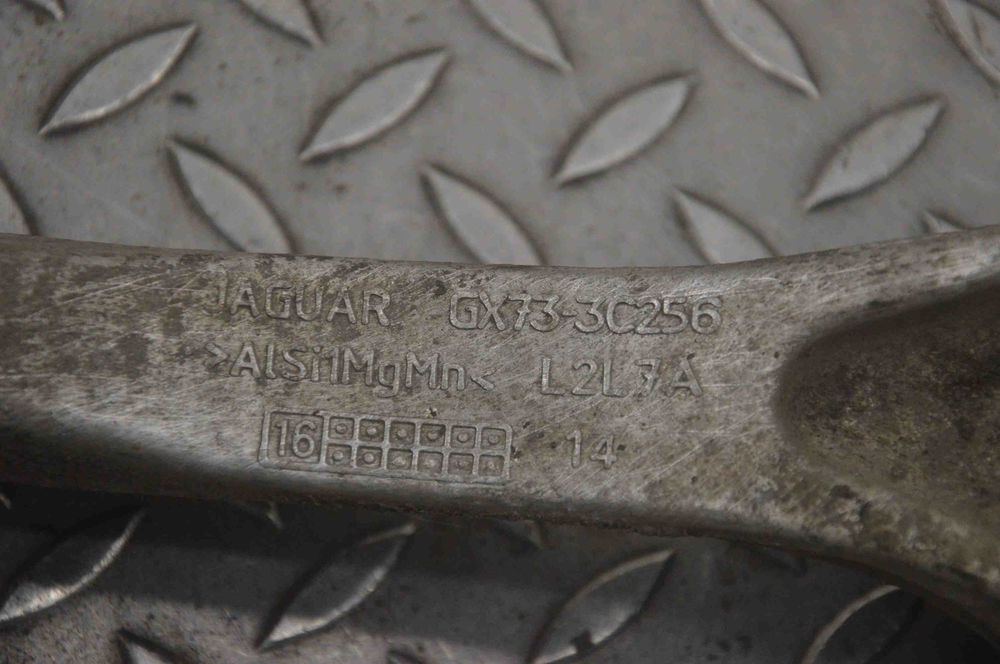 JAGUAR GX73-3C256
>AlSi1MgMn< L2L7A
16 14